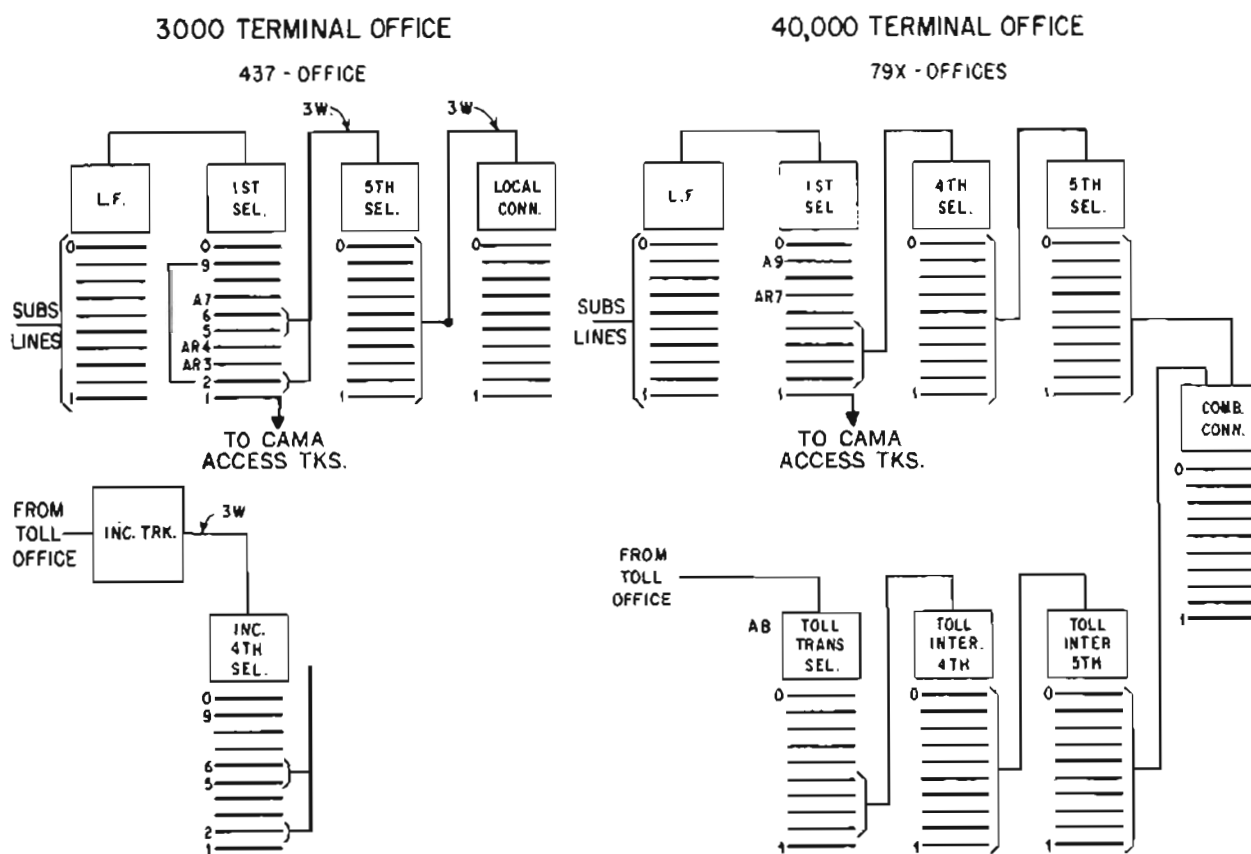 3000 TERMINAL OFFICE
437 - OFFICE
3W.
3W
L.F.
1ST
SEL.
5TH
SEL.
LOCAL
CONN.
0
0
9
A7
6
5
AR4
AR3
2
1
1
0
1
0
1
SUBS
LINES
TO CAMA
ACCESS TKS.
FROM
TOLL
OFFICE
INC. TRK.
3W
INC.
4TH
SEL.
0
9
6
5
2
1
40,000 TERMINAL OFFICE
79X - OFFICES
L.F
1ST
SEL
4TH
SEL.
5TH
SEL.
0
1
0
A9
AR7
1
0
1
0
1
SUBS
LINES
TO CAMA
ACCESS TKS.
COMB.
CONN.
0
1
FROM
TOLL
OFFICE
A8
TOLL
TRANS
SEL.
TOLL
INTER.
4TH
TOLL
INTER
5TH
0
1
0
1
0
1